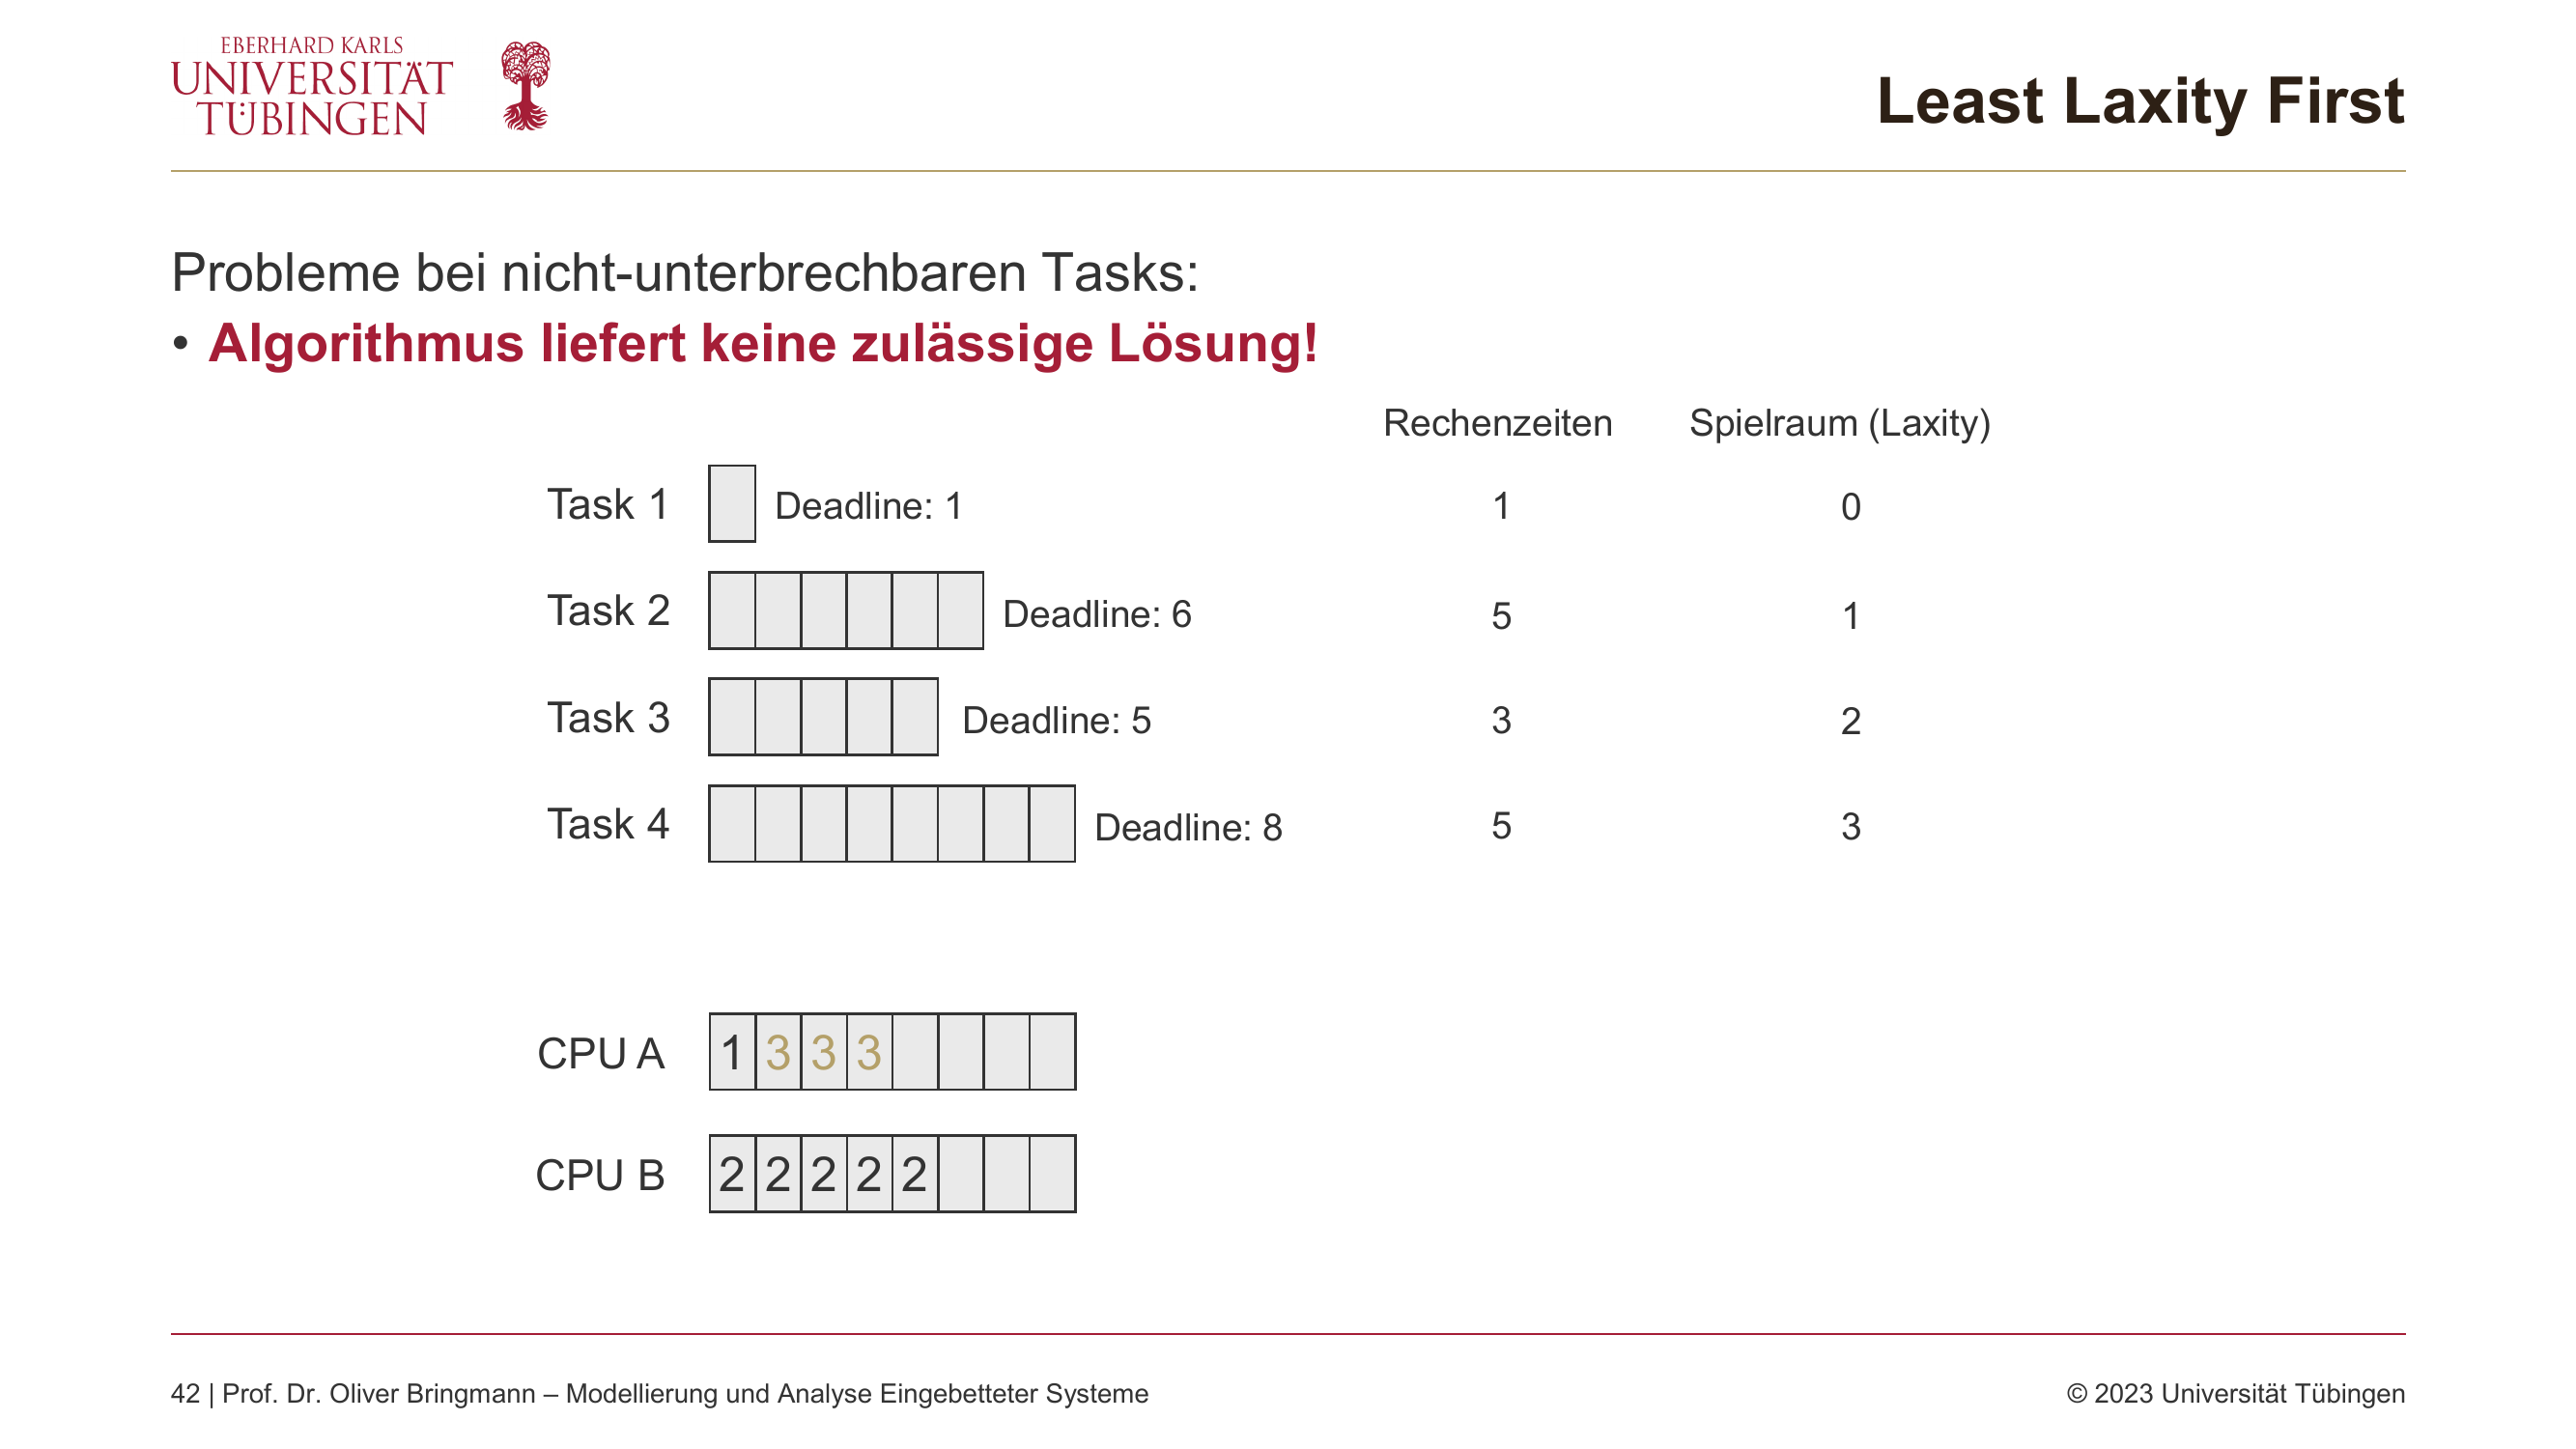 EBERHARD KARLS
UNIVERSITÄT
TÜBINGEN
Least Laxity First
Probleme bei nicht-unterbrechbaren Tasks:
• Algorithmus liefert keine zulässige Lösung!
Rechenzeiten Spielraum (Laxity)
Task 1 Deadline: 1 1 0
Task 2 Deadline: 6 5 1
Task 3 Deadline: 5 3 2
Task 4 Deadline: 8 5 3
CPU A 1 3 3 3
CPU B 2 2 2 2 2
42 | Prof. Dr. Oliver Bringmann – Modellierung und Analyse Eingebetteter Systeme © 2023 Universität Tübingen